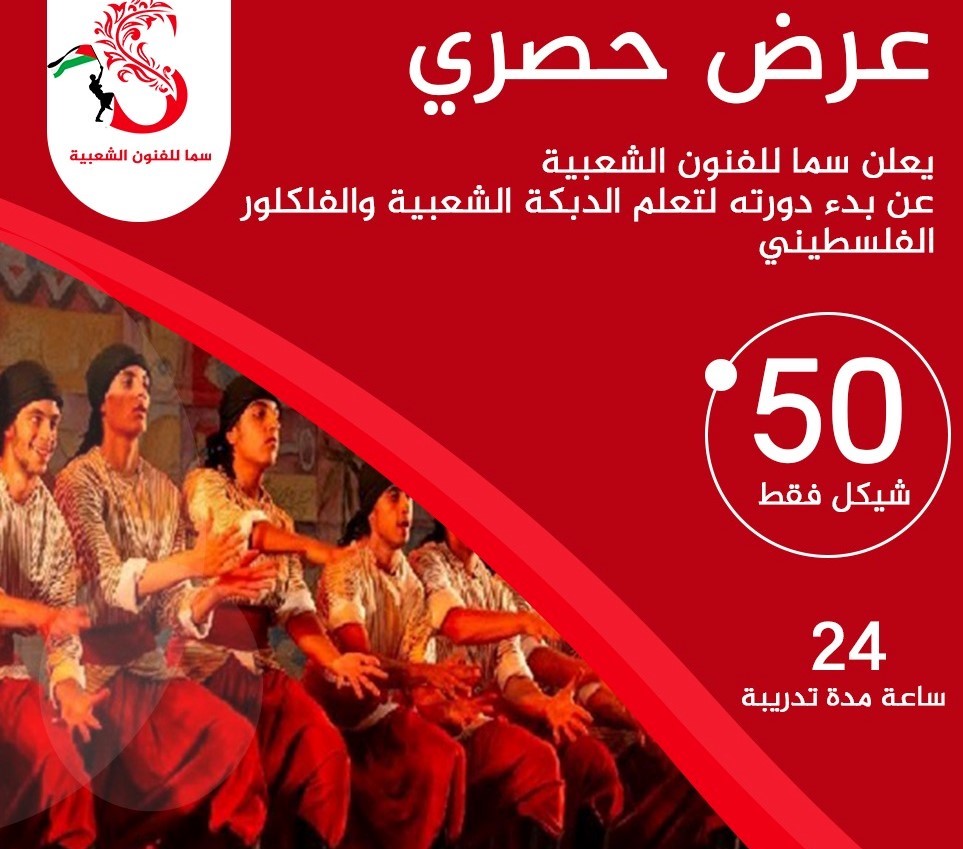 عرض حصري
سما للفنون الشعبية
يعلن سما للفنون الشعبية
عن بدء دورته لتعلم الدبكة الشعبية والفلكلور
الفلسطيني
50
شيكل فقط
24
ساعة مدة تدريبة